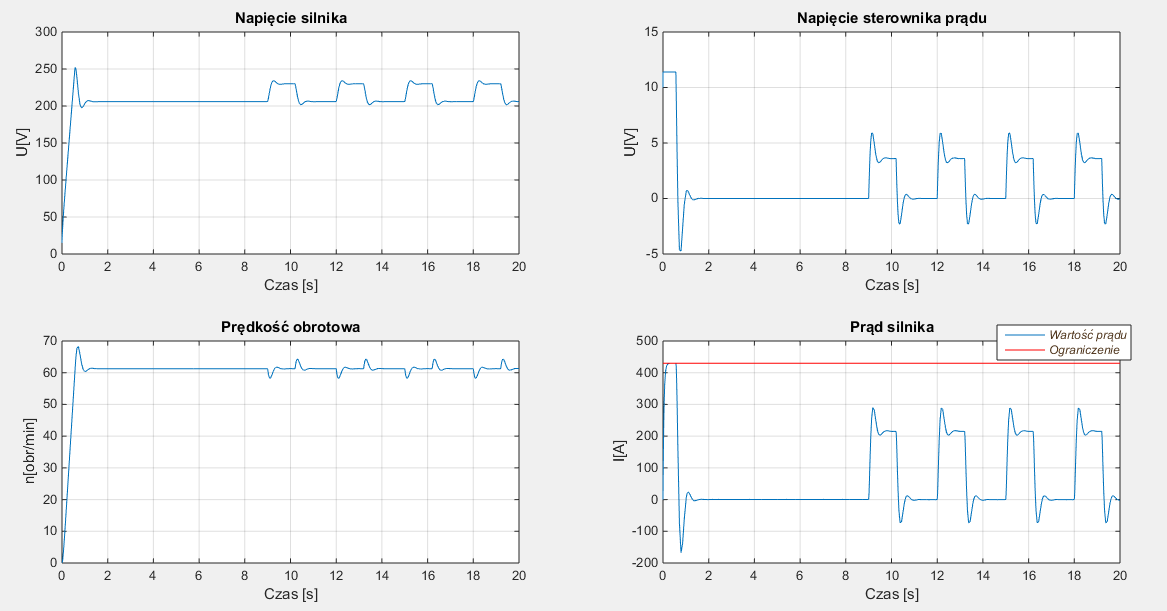 Napięcie silnika
300
250
200
150
100
50
0
U[V]
0 2 4 6 8 10 12 14 16 18 20
Czas [s]
Napięcie sterownika prądu
15
10
5
0
-5
U[V]
0 2 4 6 8 10 12 14 16 18 20
Czas [s]
Prędkość obrotowa
70
60
50
40
30
20
10
0
n[obr/min]
0 2 4 6 8 10 12 14 16 18 20
Czas [s]
Prąd silnika
Wartość prądu
Ograniczenie
500
400
300
200
100
0
-100
-200
I[A]
0 2 4 6 8 10 12 14 16 18 20
Czas [s]